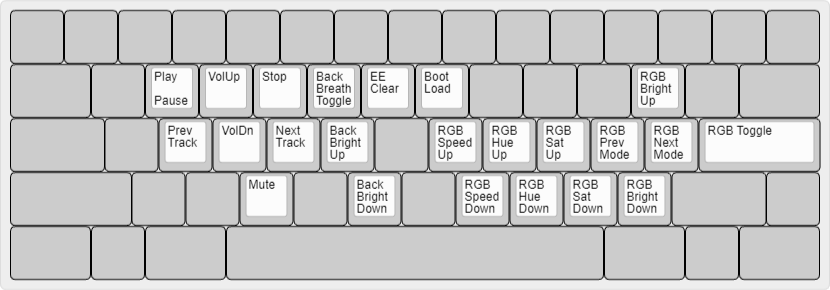 Play
Pause
VolUp
Stop
Back
Breath
Toggle
EE
Clear
Boot
Load
RGB
Bright
Up
Prev
Track
VolDn
Next
Track
Back
Bright
Up
RGB
Speed
Up
RGB
Hue
Up
RGB
Sat
Up
RGB
Prev
Mode
RGB
Next
Mode
RGB Toggle
Mute
Back
Bright
Down
RGB
Speed
Down
RGB
Hue
Down
RGB
Sat
Down
RGB
Bright
Down